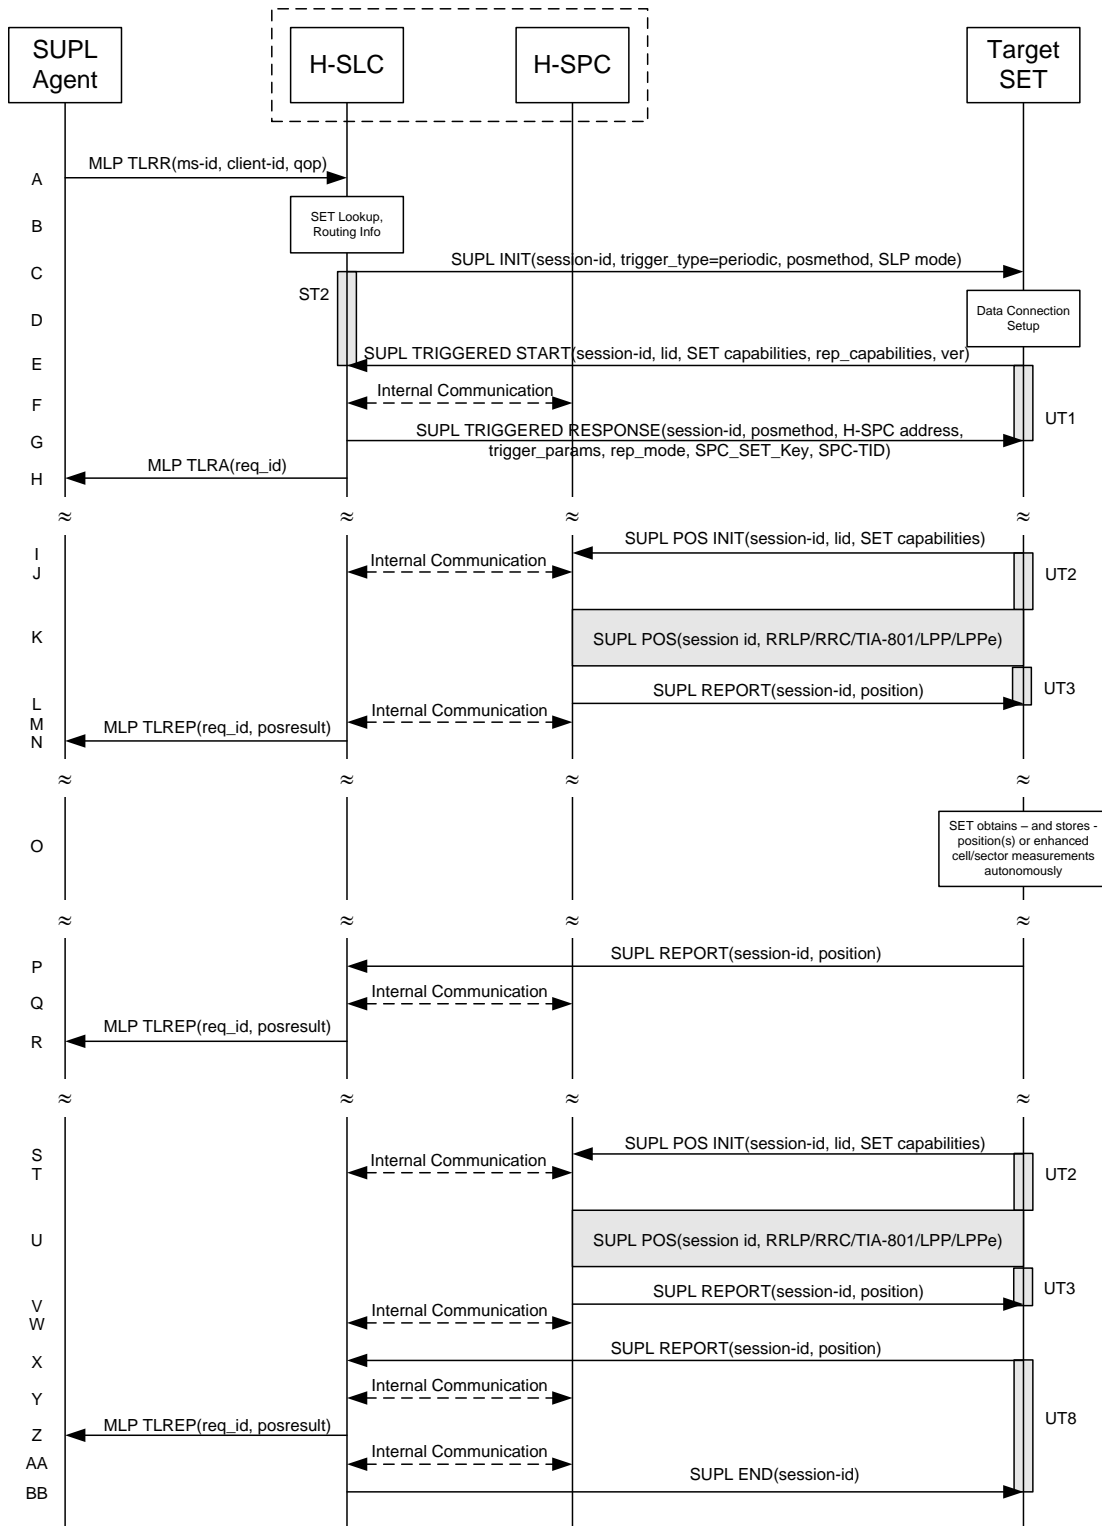 SUPL
Agent
H-SLC
H-SPC
Target
SET
A
MLP TLRR(ms-id, client-id, qop)
B
SET Lookup,
Routing Info
C
SUPL INIT(session-id, trigger_type=periodic, posmethod, SLP mode)
ST2
D
Data Connection
Setup
E
SUPL TRIGGERED START(session-id, lid, SET capabilities, rep_capabilities, ver)
F
Internal Communication
UT1
G
SUPL TRIGGERED RESPONSE(session-id, posmethod, H-SPC address,
trigger_params, rep_mode, SPC_SET_Key, SPC-TID)
H
MLP TLRA(req_id)
≈ ≈ ≈ ≈
I
SUPL POS INIT(session-id, lid, SET capabilities)
J
Internal Communication
UT2
K
SUPL POS(session id, RRLP/RRC/TIA-801/LPP/LPPe)
L
SUPL REPORT(session-id, position)
UT3
M
Internal Communication
N
MLP TLREP(req_id, posresult)
≈ ≈ ≈ ≈
O
SET obtains – and stores -
position(s) or enhanced
cell/sector measurements
autonomously
≈ ≈ ≈ ≈
P
SUPL REPORT(session-id, position)
Q
Internal Communication
R
MLP TLREP(req_id, posresult)
≈ ≈ ≈ ≈
S
SUPL POS INIT(session-id, lid, SET capabilities)
T
Internal Communication
UT2
U
SUPL POS(session id, RRLP/RRC/TIA-801/LPP/LPPe)
V
SUPL REPORT(session-id, position)
UT3
W
Internal Communication
X
SUPL REPORT(session-id, position)
Y
Internal Communication
UT8
Z
MLP TLREP(req_id, posresult)
AA
Internal Communication
BB
SUPL END(session-id)